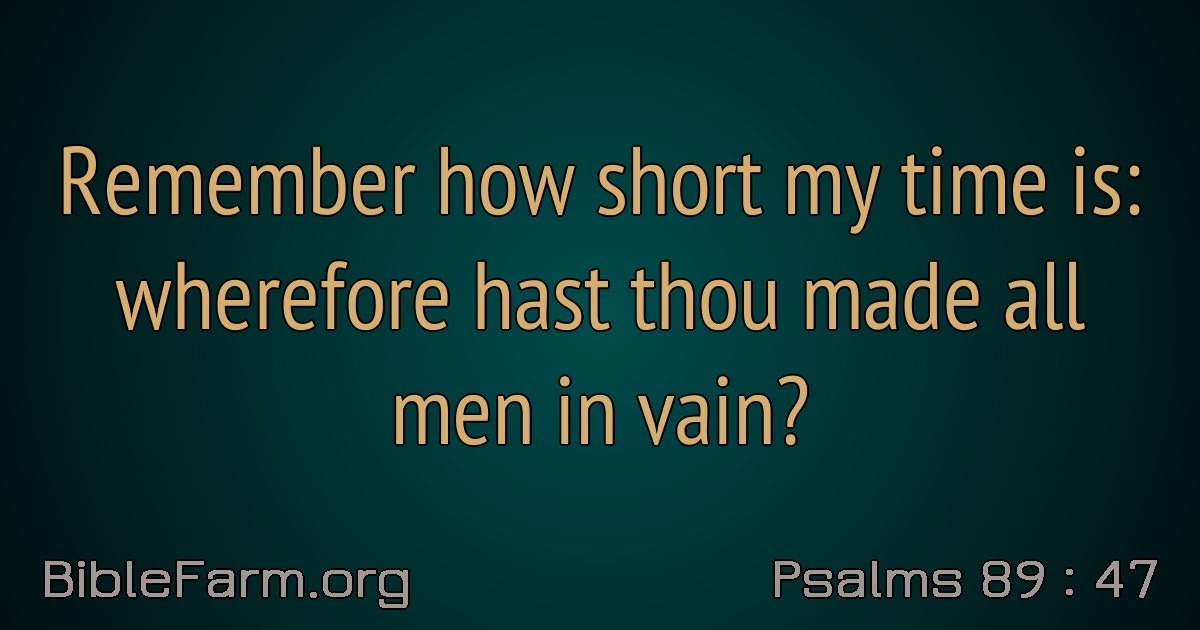 Remember how short my time is:
wherefore hast thou made all
men in vain?
BibleFarm.org
Psalms 89 : 47